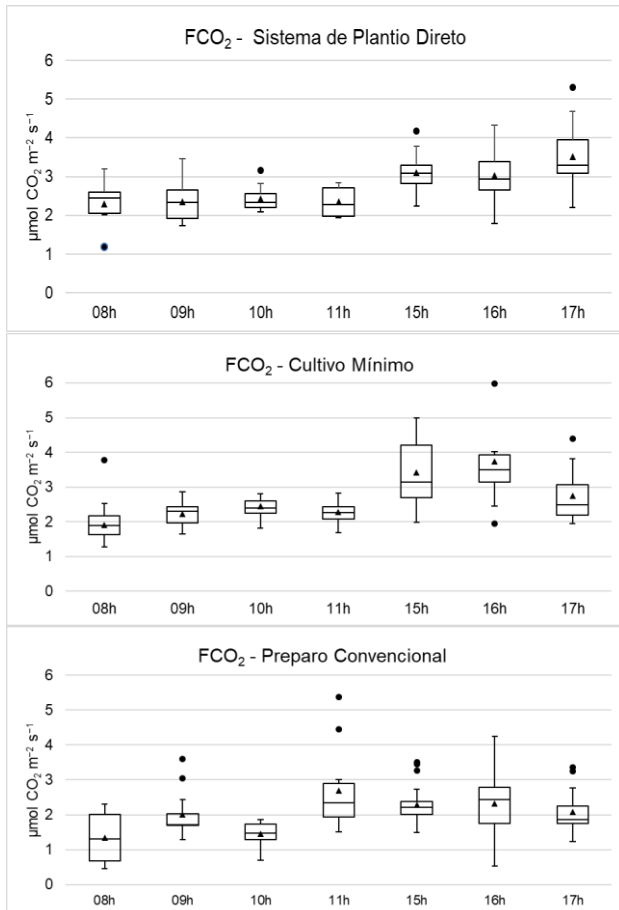 FCO₂ - Sistema de Plantio Direto
µmol CO₂ m⁻² s⁻¹
6
5
4
3
2
1
0
08h 09h 10h 11h 15h 16h 17h
FCO₂ - Cultivo Mínimo
µmol CO₂ m⁻² s⁻¹
6
5
4
3
2
1
0
08h 09h 10h 11h 15h 16h 17h
FCO₂ - Preparo Convencional
µmol CO₂ m⁻² s⁻¹
6
5
4
3
2
1
0
08h 09h 10h 11h 15h 16h 17h